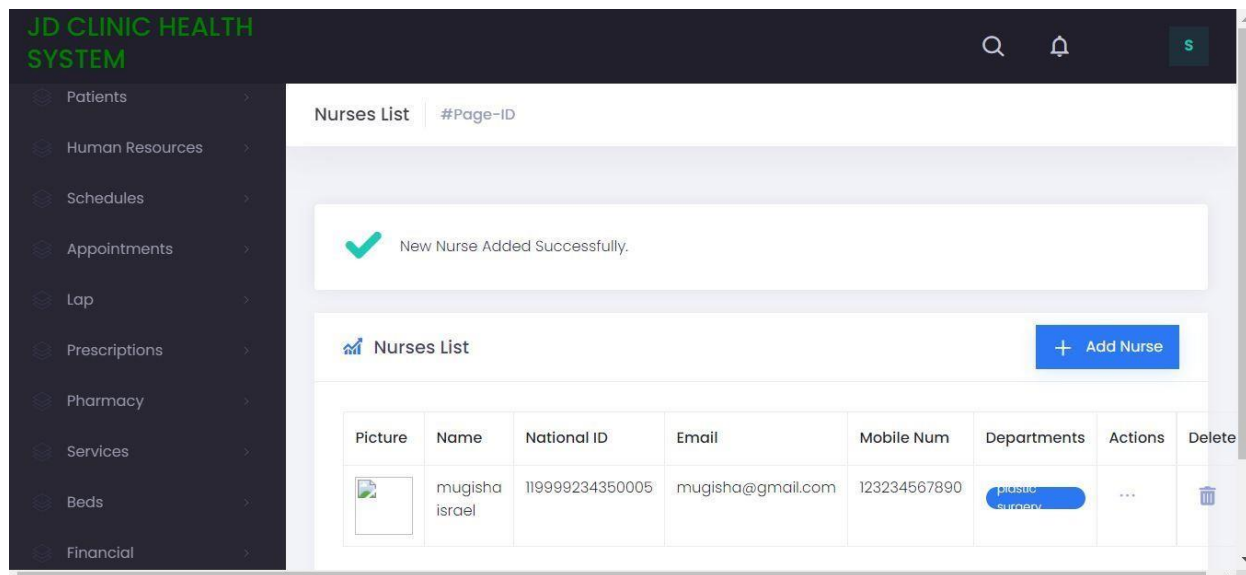 JD CLINIC HEALTH
SYSTEM
S
Patients
Human Resources
Schedules
Appointments
Lap
Prescriptions
Pharmacy
Services
Beds
Financial
Nurses List
#Page-ID
New Nurse Added Successfully.
Nurses List
+ Add Nurse
Picture Name National ID Email Mobile Num Departments Actions Delete
mugisha 119999234350005 mugisha@gmail.com 123234567890 plastic ...
israel surgery